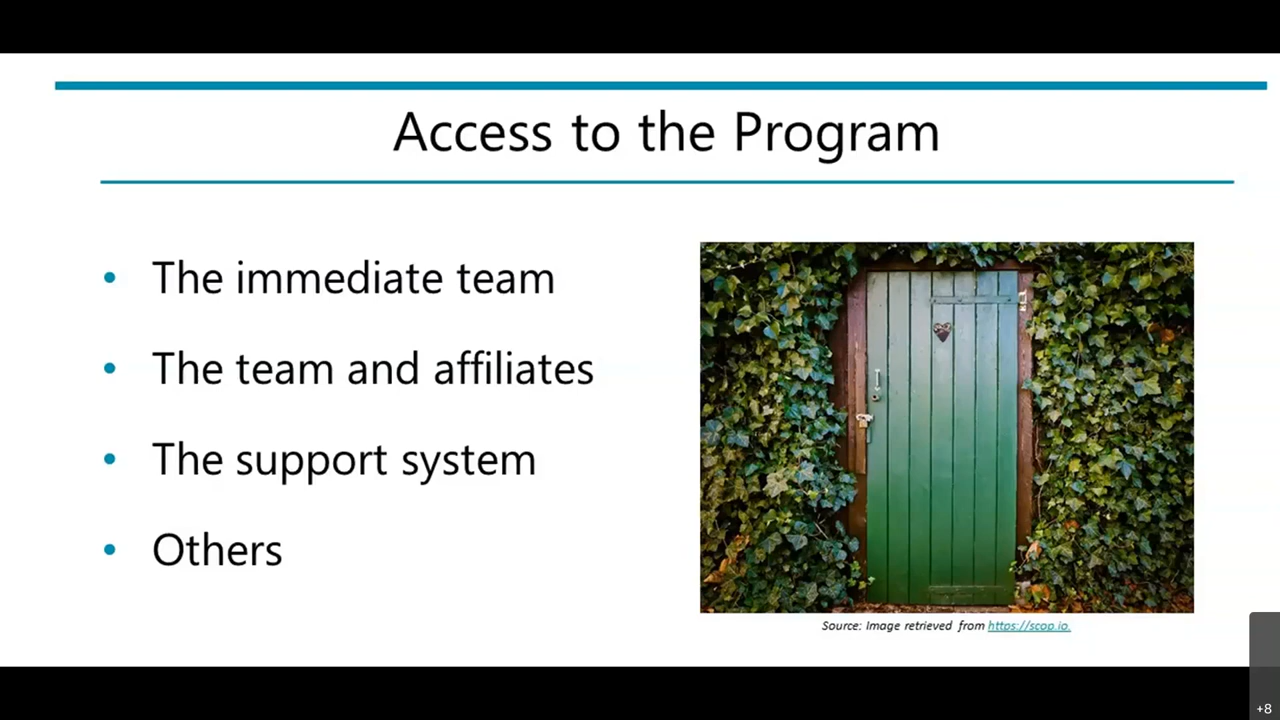 Access to the Program
• The immediate team
• The team and affiliates
• The support system
• Others
Source: Image retrieved from https://scop.io.
+8